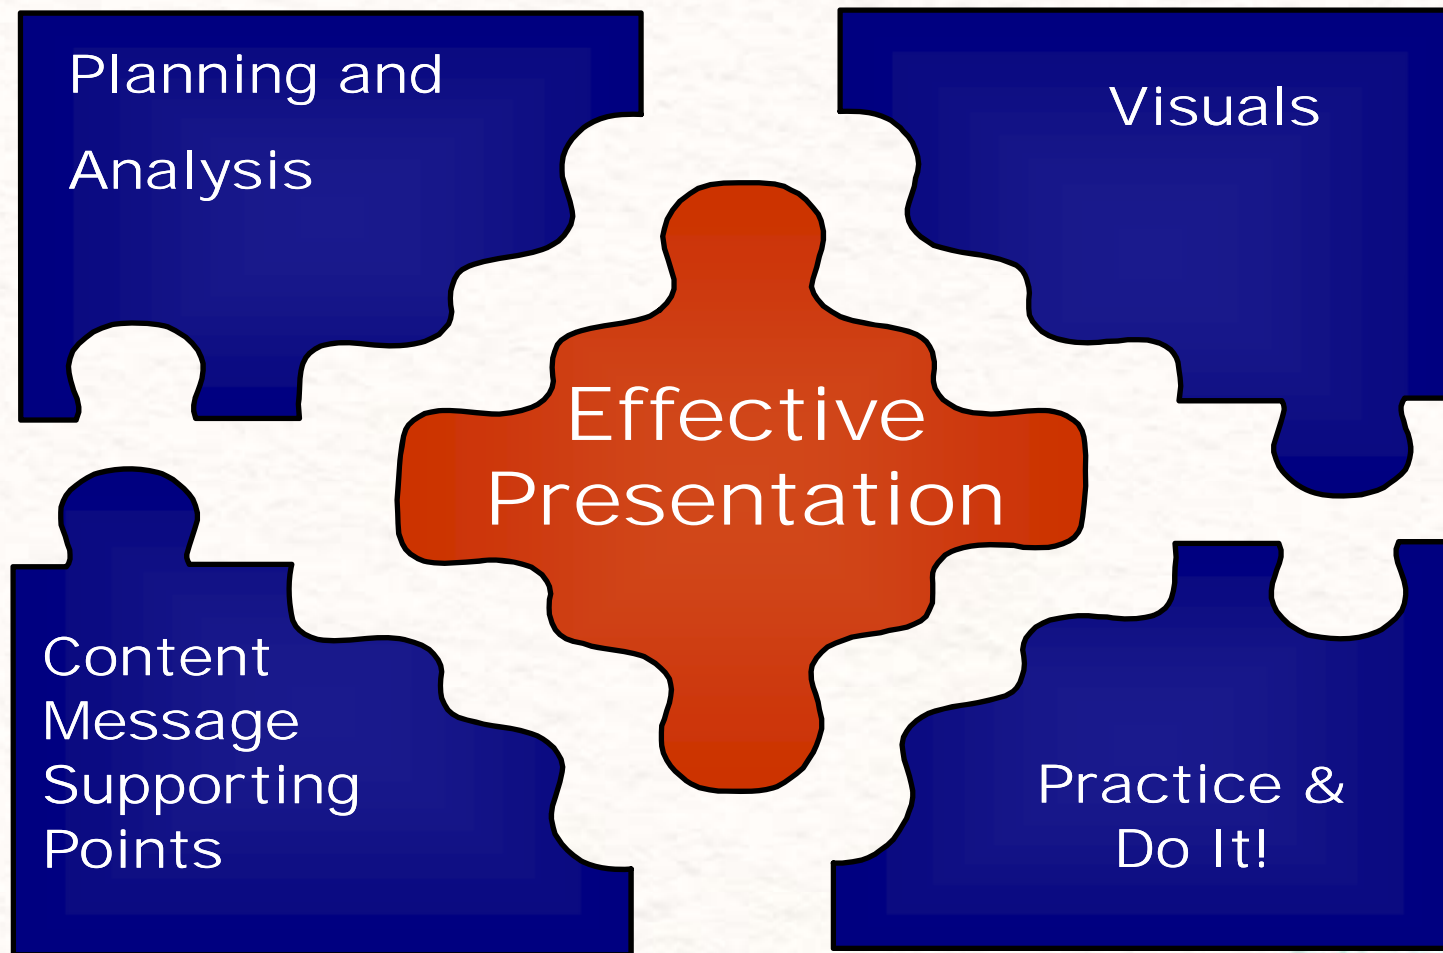 Planning and
Analysis
Visuals
Effective
Presentation
Content
Message
Supporting
Points
Practice &
Do It!